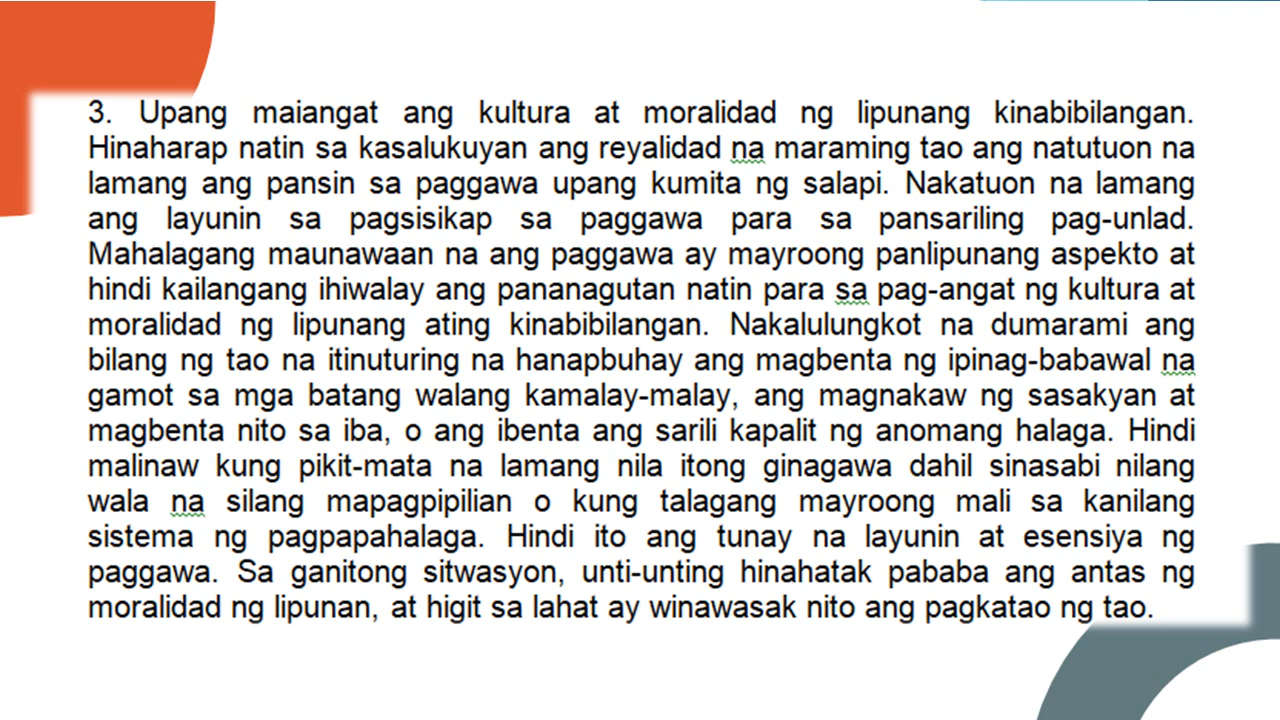 3. Upang maiangat ang kultura at moralidad ng lipunang kinabibilangan.
Hinaharap natin sa kasalukuyan ang reyalidad na maraming tao ang natutuon na
lamang ang pansin sa paggawa upang kumita ng salapi. Nakatuon na lamang
ang layunin sa pagsisikap sa paggawa para sa pansariling pag-unlad.
Mahalagang maunawaan na ang paggawa ay mayroong panlipunang aspekto at
hindi kailangang ihiwalay ang pananagutan natin para sa pag-angat ng kultura at
moralidad ng lipunang ating kinabibilangan. Nakalulungkot na dumarami ang
bilang ng tao na itinuturing na hanapbuhay ang magbenta ng ipinag-babawal na
gamot sa mga batang walang kamalay-malay, ang magnakaw ng sasakyan at
magbenta nito sa iba, o ang ibenta ang sarili kapalit ng anomang halaga. Hindi
malinaw kung pikit-mata na lamang nila itong ginagawa dahil sinasabi nilang
wala na silang mapagpipilian o kung talagang mayroong mali sa kanilang
sistema ng pagpapahalaga. Hindi ito ang tunay na layunin at esensiya ng
paggawa. Sa ganitong sitwasyon, unti-unting hinahatak pababa ang antas ng
moralidad ng lipunan, at higit sa lahat ay winawasak nito ang pagkatao ng tao.